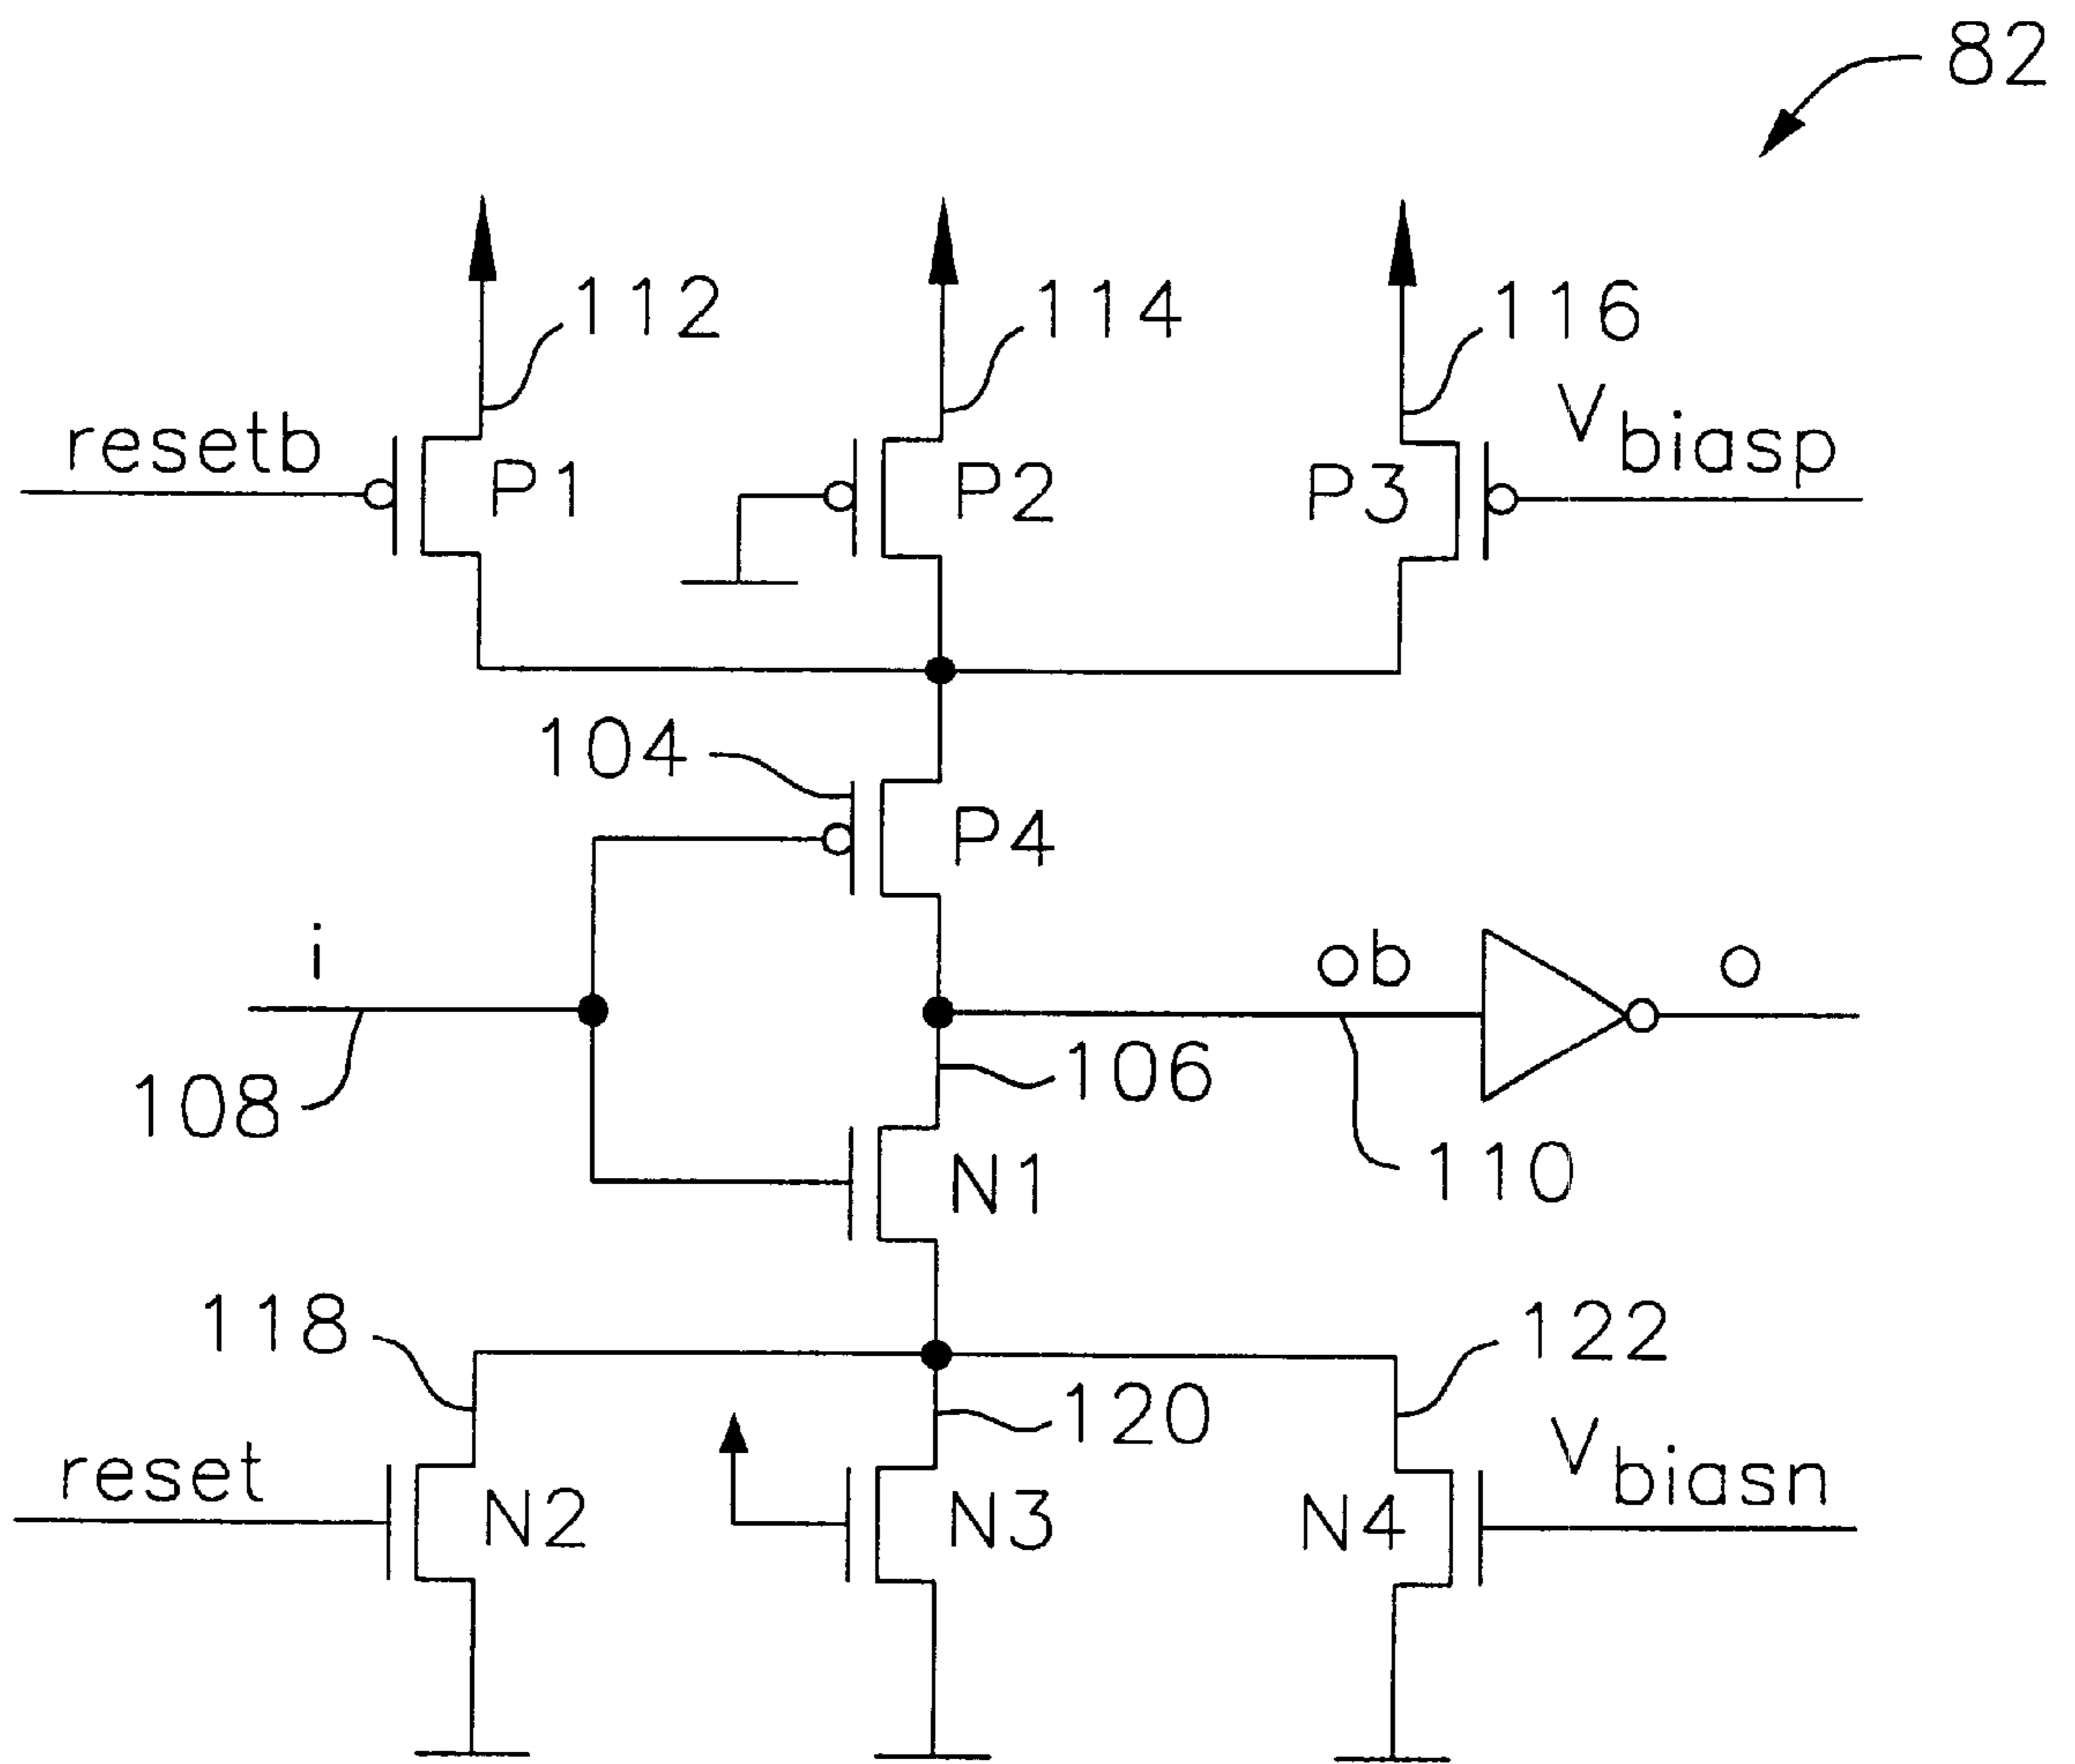 82
112
114
116
resetb
P1
P2
P3
Vbiasp
104
P4
i
ob
o
108
106
110
N1
118
122
120
reset
N2
N3
N4
Vbiasn